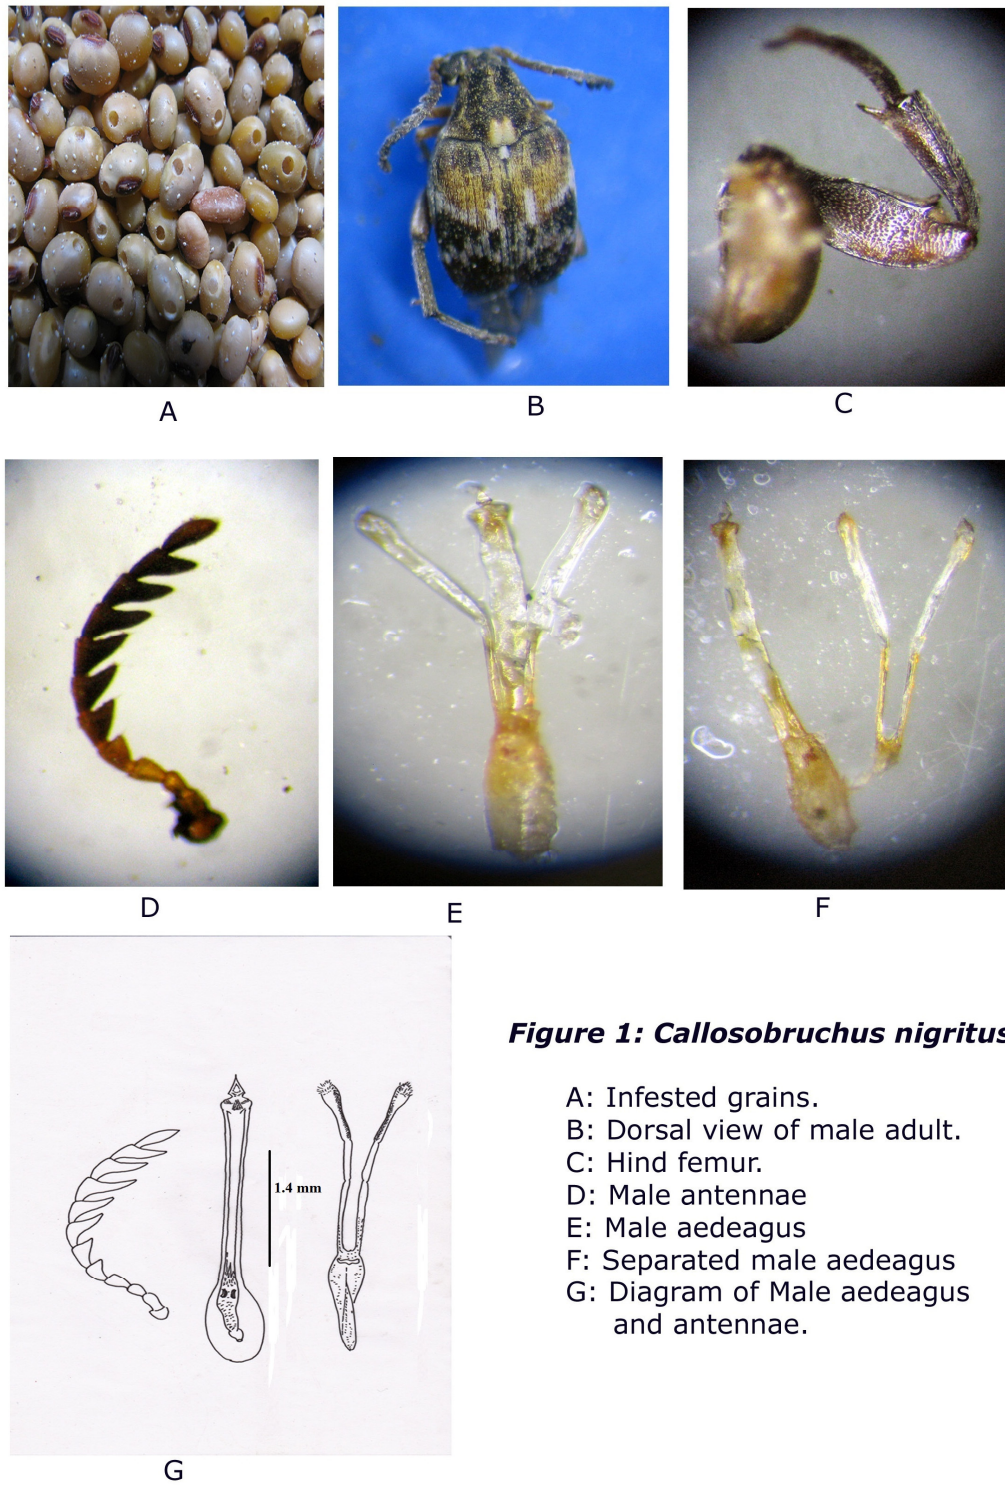 A
B
C
D
E
F
1.4 mm
G
Figure 1: Callosobruchus nigritus
A: Infested grains.
B: Dorsal view of male adult.
C: Hind femur.
D: Male antennae
E: Male aedeagus
F: Separated male aedeagus
G: Diagram of Male aedeagus
and antennae.